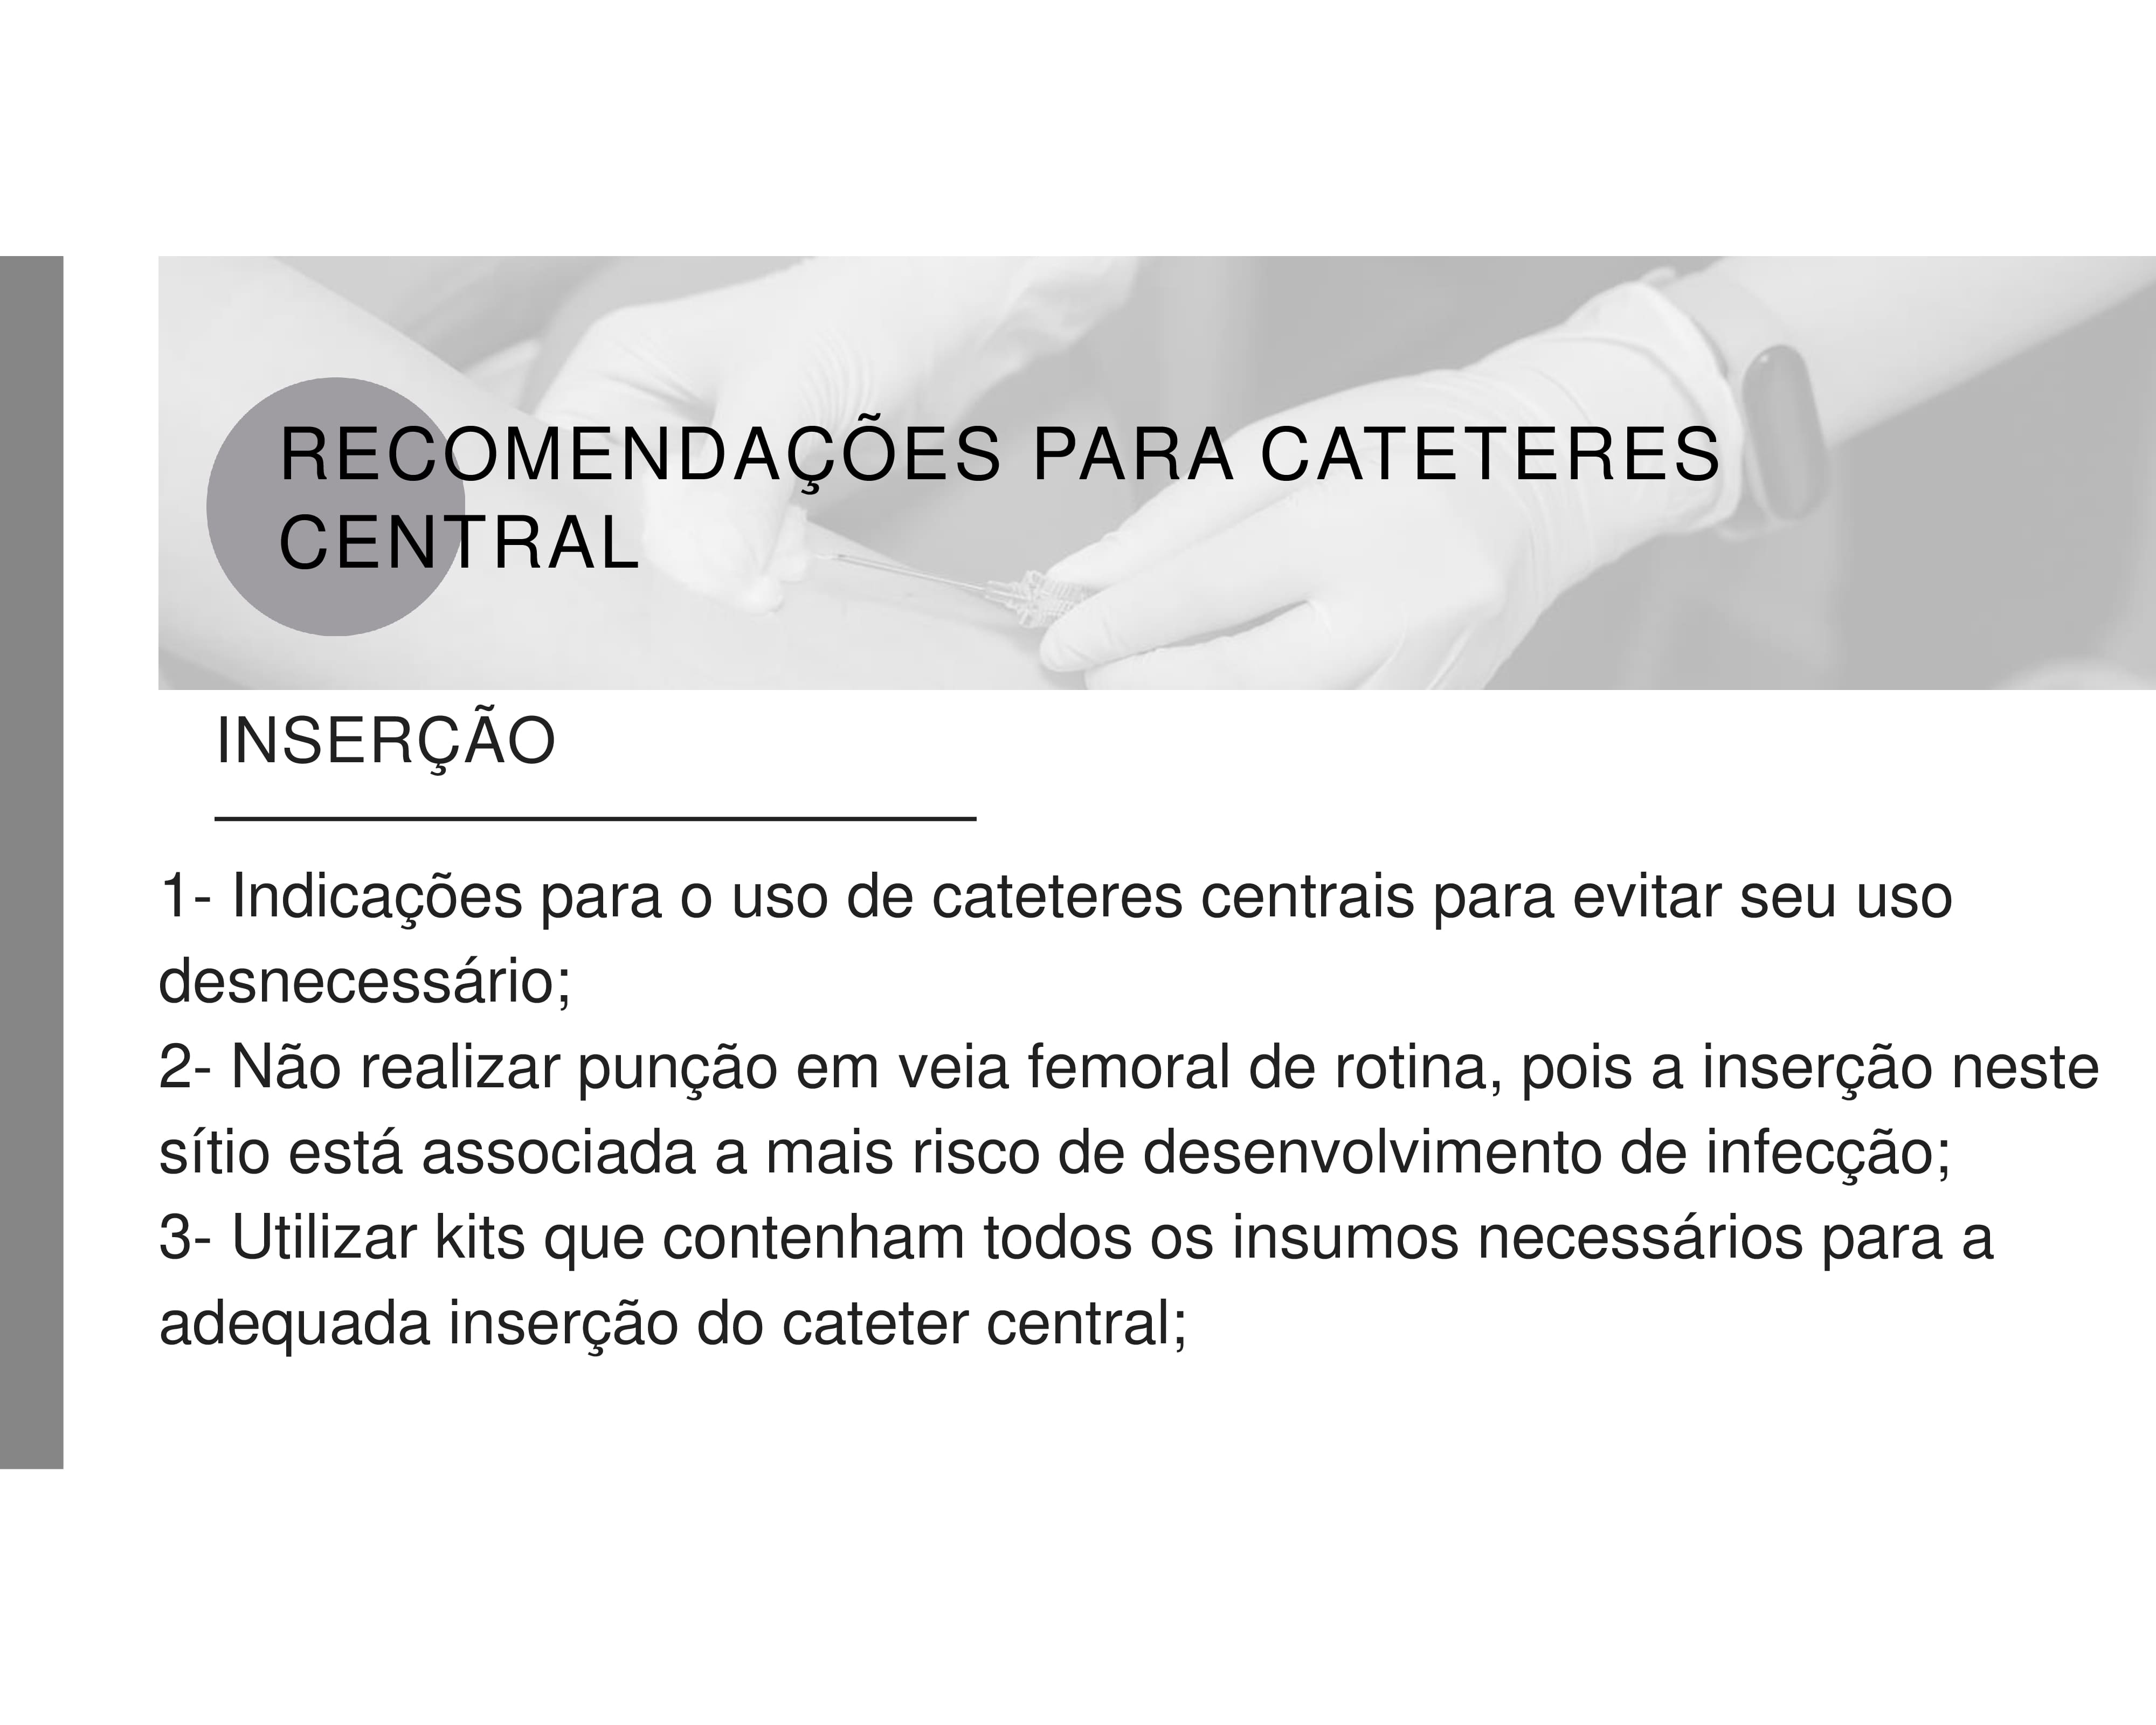 RECOMENDAÇÕES PARA CATETERES
CENTRAL
INSERÇÃO
1- Indicações para o uso de cateteres centrais para evitar seu uso
desnecessário;
2- Não realizar punção em veia femoral de rotina, pois a inserção neste
sítio está associada a mais risco de desenvolvimento de infecção;
3- Utilizar kits que contenham todos os insumos necessários para a
adequada inserção do cateter central;